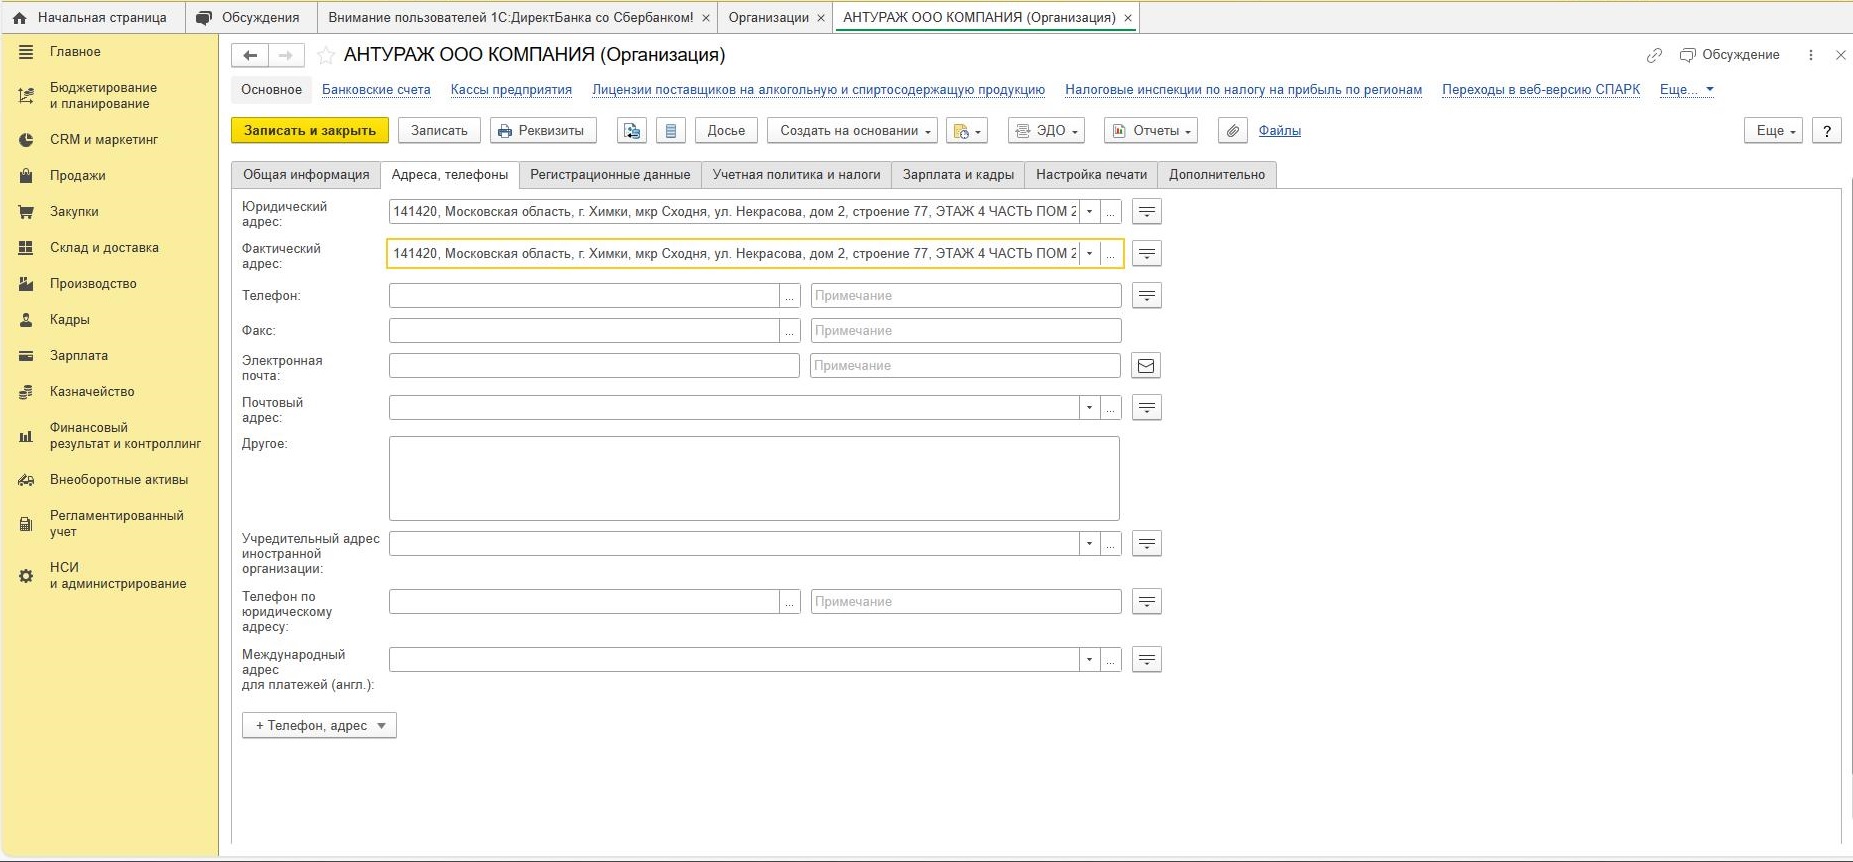 Начальная страница
Обсуждения
Внимание пользователей 1С:ДиректБанка со Сбербанком! ×
Организации ×
АНТУРАЖ ООО КОМПАНИЯ (Организация) ×
Главное
Бюджетирование
и планирование
CRM и маркетинг
Продажи
Закупки
Склад и доставка
Производство
Кадры
Зарплата
Казначейство
Финансовый
результат и контроллинг
Внеоборотные активы
Регламентированный
учет
НСИ
и администрирование
АНТУРАЖ ООО КОМПАНИЯ (Организация)
Обсуждение
Основное Банковские счета Кассы предприятия Лицензии поставщиков на алкогольную и спиртосодержащую продукцию Налоговые инспекции по налогу на прибыль по регионам Переходы в веб-версию СПАРК Еще...
Записать и закрыть Записать Реквизиты Досье Создать на основании ЭДО Отчеты Файлы Еще ?
Общая информация Адреса, телефоны Регистрационные данные Учетная политика и налоги Зарплата и кадры Настройка печати Дополнительно
Юридический
адрес:
141420, Московская область, г. Химки, мкр Сходня, ул. Некрасова, дом 2, строение 77, ЭТАЖ 4 ЧАСТЬ ПОМ 2 ...
Фактический
адрес:
141420, Московская область, г. Химки, мкр Сходня, ул. Некрасова, дом 2, строение 77, ЭТАЖ 4 ЧАСТЬ ПОМ 2 ...
Телефон: ... Примечание
Факс: ... Примечание
Электронная
почта:
Примечание
Почтовый
адрес:
...
Другое:
Учредительный адрес
иностранной
организации:
...
Телефон по
юридическому
адресу:
... Примечание
Международный
адрес
для платежей (англ.):
...
+ Телефон, адрес